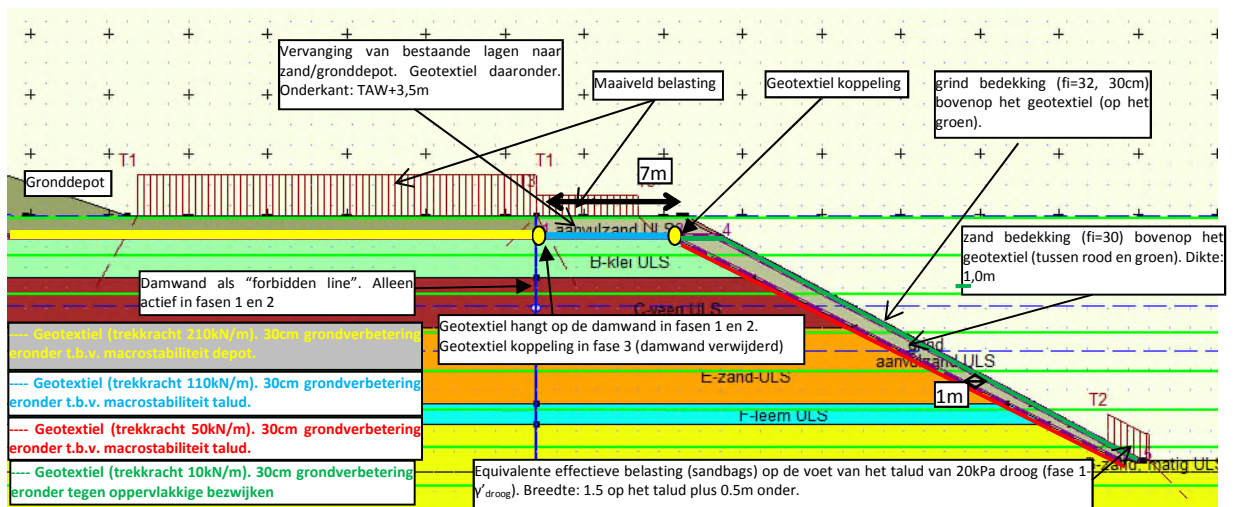 Vervanging van bestaande lagen naar
zand/gronddepot. Geotextiel daaronder.
Onderkant: TAW+3,5m
Maaiveld belasting
Geotextiel koppeling
grind bedekking (fi=32, 30cm)
bovenop het geotextiel (op het
groen).
T1
T1
7m
Gronddepot
4
aanvulzand ULS
B-klei ULS
zand bedekking (fi=30) bovenop het
geotextiel (tussen rood en groen). Dikte:
1,0m
Damwand als "forbidden line". Alleen
actief in fasen 1 en 2
C-veen ULS
Geotextiel hangt op de damwand in fasen 1 en 2.
Geotextiel koppeling in fase 3 (damwand verwijderd)
---- Geotextiel (trekkracht 210kN/m). 30cm grondverbetering
eronder t.b.v. macrostabiliteit depot.
grind
aanvulzand ULS
E-zand-ULS
---- Geotextiel (trekkracht 110kN/m). 30cm grondverbetering
eronder t.b.v. macrostabiliteit talud.
1m
T2
F-leem ULS
---- Geotextiel (trekkracht 50kN/m). 30cm grondverbetering
eronder t.b.v. macrostabiliteit talud.
---- Geotextiel (trekkracht 10kN/m). 30cm grondverbetering
eronder tegen oppervlakkige bezwijken
Equivalente effectieve belasting (sandbags) op de voet van het talud van 20kPa droog (fase 1-
γ'droog). Breedte: 1.5 op het talud plus 0.5m onder.
matig ULS